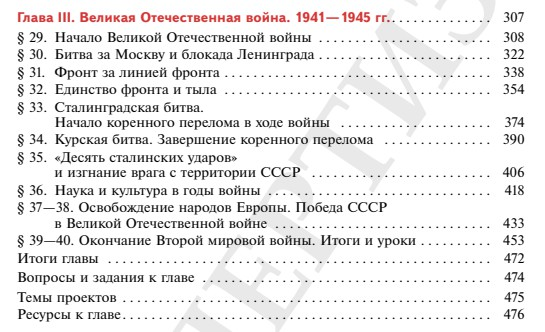 Глава III. Великая Отечественная война. 1941—1945 гг. .................... 307
§ 29. Начало Великой Отечественной войны .................... 308
§ 30. Битва за Москву и блокада Ленинграда .................... 322
§ 31. Фронт за линией фронта .................... 338
§ 32. Единство фронта и тыла .................... 354
§ 33. Сталинградская битва.
Начало коренного перелома в ходе войны .................... 374
§ 34. Курская битва. Завершение коренного перелома .................... 390
§ 35. «Десять сталинских ударов»
и изгнание врага с территории СССР .................... 406
§ 36. Наука и культура в годы войны .................... 418
§ 37—38. Освобождение народов Европы. Победа СССР
в Великой Отечественной войне .................... 433
§ 39—40. Окончание Второй мировой войны. Итоги и уроки .................... 453
Итоги главы .................... 472
Вопросы и задания к главе .................... 474
Темы проектов .................... 475
Ресурсы к главе .................... 476